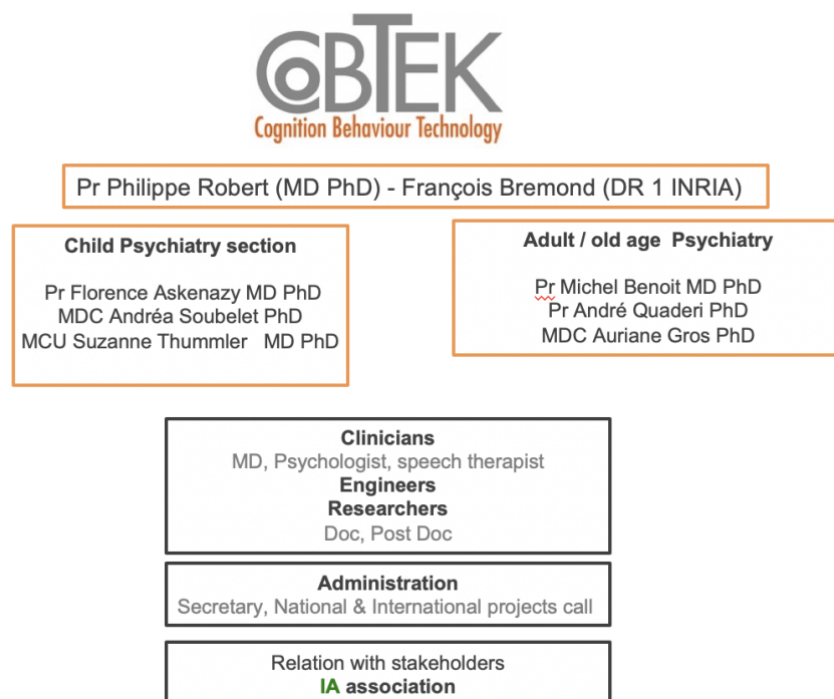 CoBTEK
Cognition Behaviour Technology
Pr Philippe Robert (MD PhD) - François Bremond (DR 1 INRIA)
Child Psychiatry section
Pr Florence Askenazy MD PhD
MDC Andréa Soubelet PhD
MCU Suzanne Thummler MD PhD
Adult / old age Psychiatry
Pr Michel Benoit MD PhD
Pr André Quaderi PhD
MDC Auriane Gros PhD
Clinicians
MD, Psychologist, speech therapist
Engineers
Researchers
Doc, Post Doc
Administration
Secretary, National & International projects call
Relation with stakeholders
IA association